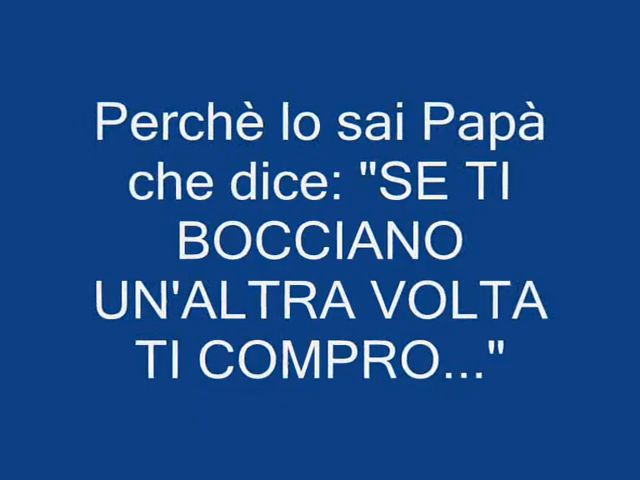 Perchè lo sai Papà
che dice: "SE TI
BOCCIANO
UN'ALTRA VOLTA
TI COMPRO..."